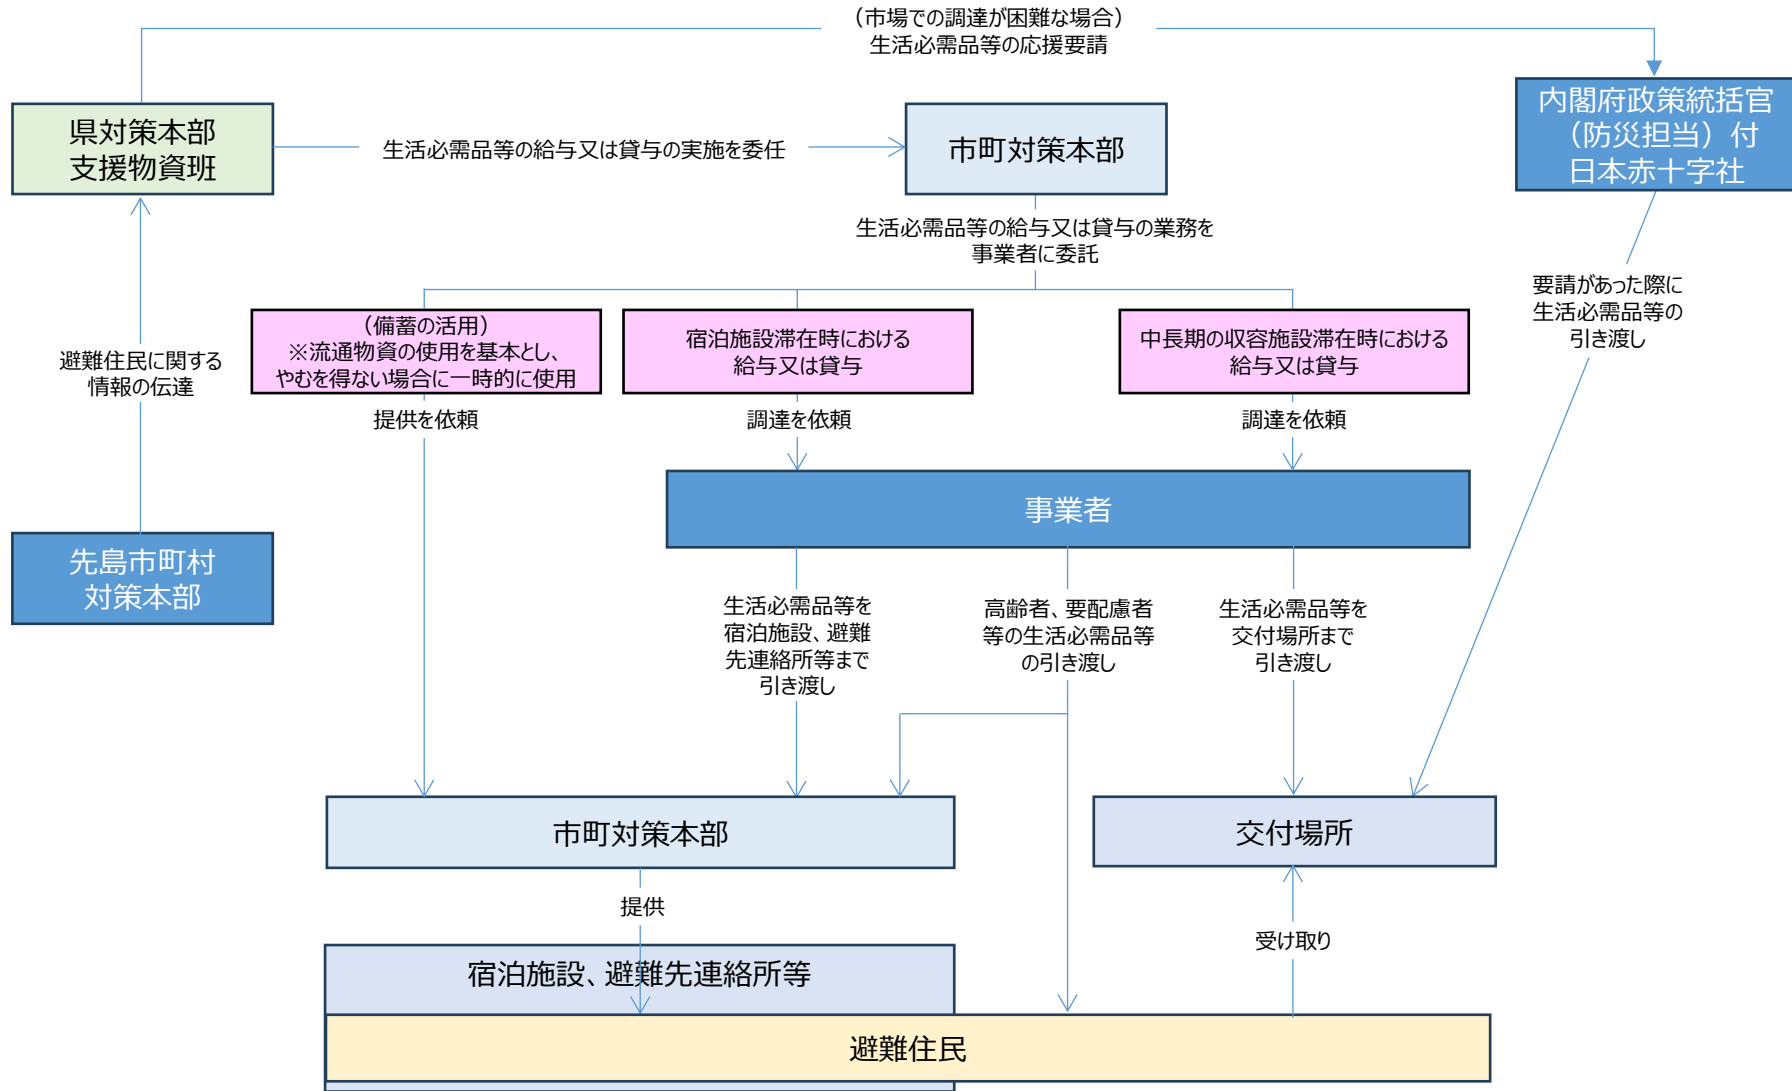 （市場での調達が困難な場合）
生活必需品等の応援要請
県対策本部
支援物資班
生活必需品等の給与又は貸与の実施を委任
市町対策本部
内閣府政策統括官
（防災担当）付
日本赤十字社
生活必需品等の給与又は貸与の業務を
事業者に委託
避難住民に関する
情報の伝達
（備蓄の活用）
※流通物資の使用を基本とし、
やむを得ない場合に一時的に使用
宿泊施設滞在時における
給与又は貸与
中長期の収容施設滞在時における
給与又は貸与
要請があった際に
生活必需品等の
引き渡し
提供を依頼
調達を依頼
調達を依頼
事業者
先島市町村
対策本部
生活必需品等を
宿泊施設、避難
先連絡所等まで
引き渡し
高齢者、要配慮者
等の生活必需品等
の引き渡し
生活必需品等を
交付場所まで
引き渡し
市町対策本部
交付場所
提供
受け取り
宿泊施設、避難先連絡所等
避難住民